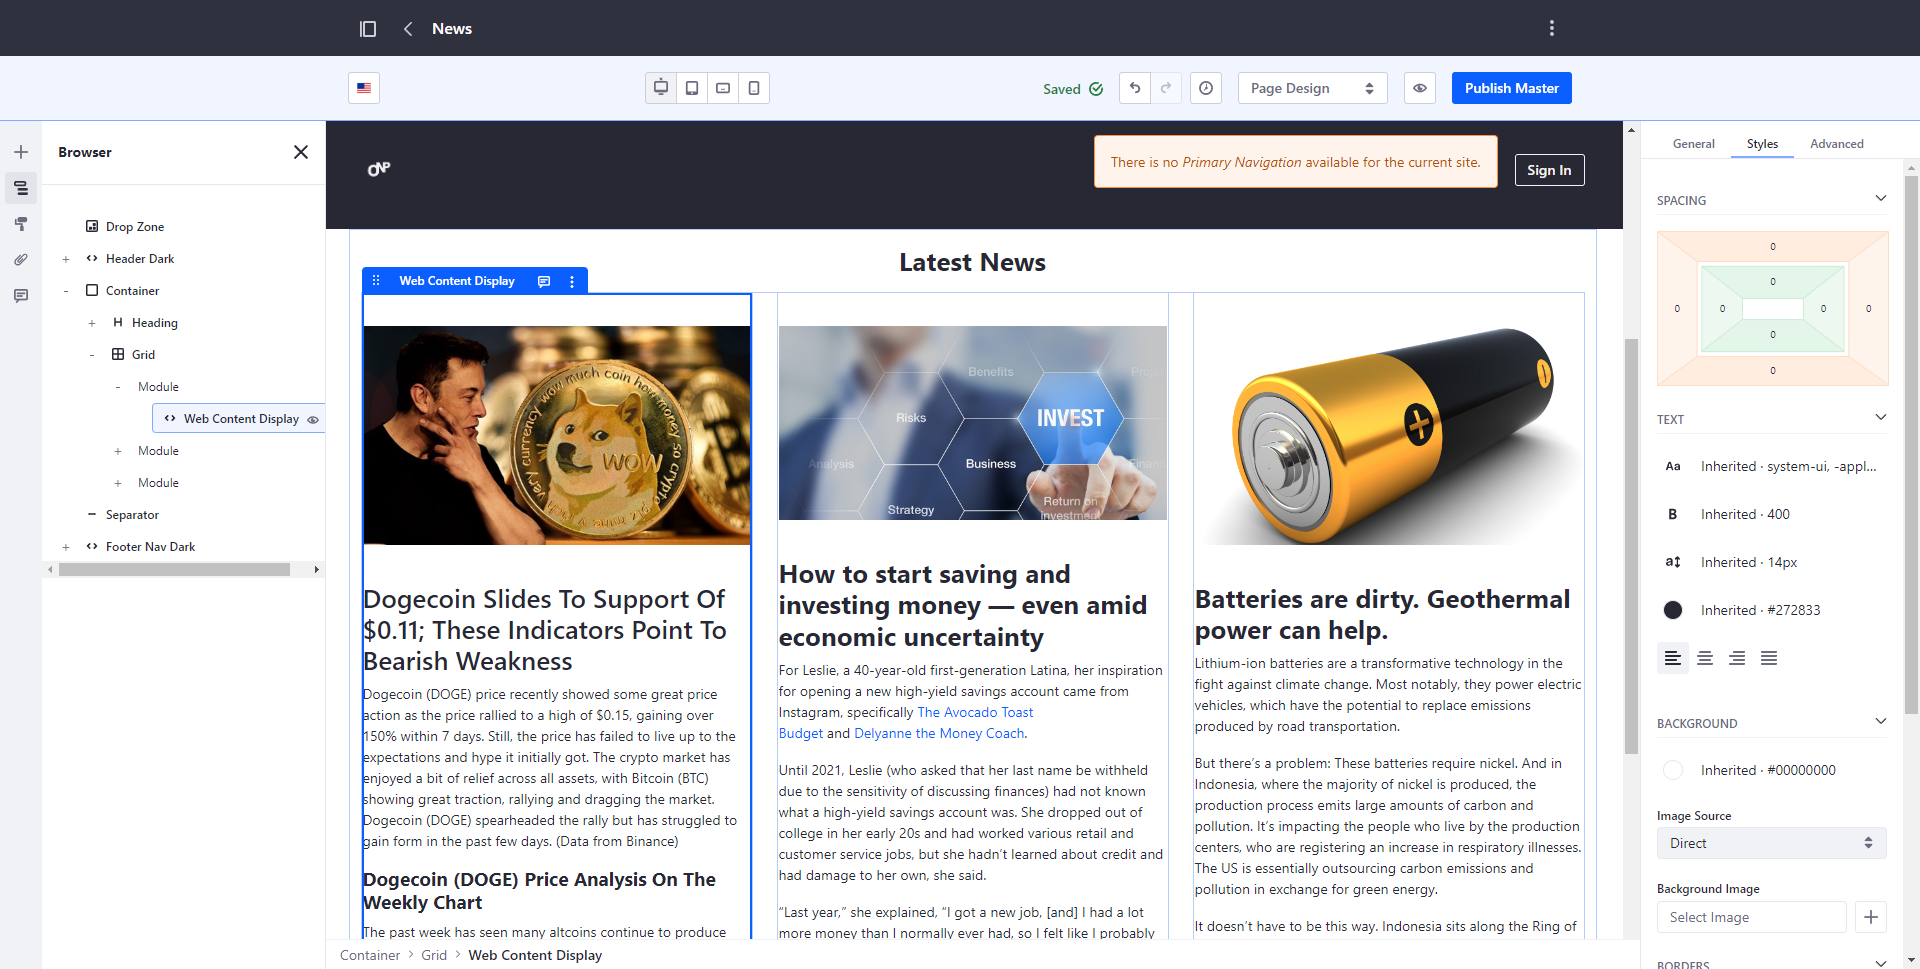 News
Saved
Page Design
Publish Master
Browser
Drop Zone
Header Dark
Container
Heading
Grid
Module
Web Content Display
Module
Module
Separator
Footer Nav Dark
ONP
There is no Primary Navigation available for the current site.
Sign In
Latest News
Web Content Display
very currency wow much coin how money so crypto
WOW
Benefits
Risks
INVEST
Analysis
Business
Strategy
Return on
investment
Dogecoin Slides To Support Of
$0.11; These Indicators Point To
Bearish Weakness
Dogecoin (DOGE) price recently showed some great price
action as the price rallied to a high of $0.15, gaining over
150% within 7 days. Still, the price has failed to live up to the
expectations and hype it initially got. The crypto market has
enjoyed a bit of relief across all assets, with Bitcoin (BTC)
showing great traction, rallying and dragging the market.
Dogecoin (DOGE) spearheaded the rally but has struggled to
gain form in the past few days. (Data from Binance)
Dogecoin (DOGE) Price Analysis On The
Weekly Chart
The past week has seen many altcoins continue to produce
How to start saving and
investing money — even amid
economic uncertainty
For Leslie, a 40-year-old first-generation Latina, her inspiration
for opening a new high-yield savings account came from
Instagram, specifically The Avocado Toast
Budget and Delyanne the Money Coach.
Until 2021, Leslie (who asked that her last name be withheld
due to the sensitivity of discussing finances) had not known
what a high-yield savings account was. She dropped out of
college in her early 20s and had worked various retail and
customer service jobs, but she hadn't learned about credit and
had damage to her own, she said.
“Last year,” she explained, “I got a new job, [and] I had a lot
more money than I normally ever had, so I felt like I probably
Batteries are dirty. Geothermal
power can help.
Lithium-ion batteries are a transformative technology in the
fight against climate change. Most notably, they power electric
vehicles, which have the potential to replace emissions
produced by road transportation.
But there’s a problem: These batteries require nickel. And in
Indonesia, where the majority of nickel is produced, the
production process emits large amounts of carbon and
pollution. It’s impacting the people who live by the production
centers, who are registering an increase in respiratory illnesses.
The US is essentially outsourcing carbon emissions and
pollution in exchange for green energy.
It doesn’t have to be this way. Indonesia sits along the Ring of
Container > Grid > Web Content Display
General Styles Advanced
SPACING
0
0
0 0 0 0
0
0
TEXT
Aa Inherited · system-ui, -appl...
B Inherited · 400
Inherited · 14px
Inherited · #272833
BACKGROUND
Inherited · #00000000
Image Source
Direct
Background Image
Select Image
BORDERS